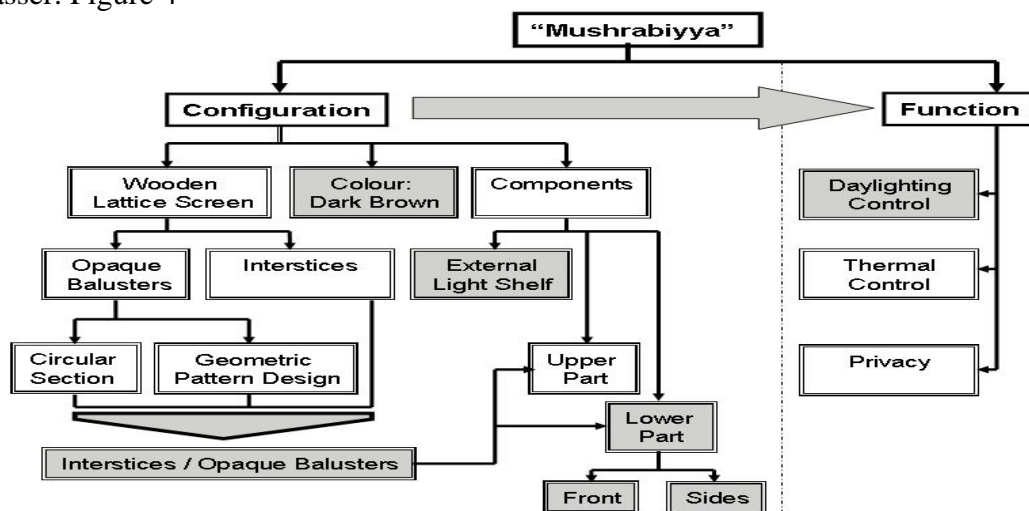 "Mushrabiyya"
Configuration
Function
Wooden
Lattice Screen
Colour:
Dark Brown
Components
Daylighting
Control
Opaque
Balusters
Interstices
External
Light Shelf
Thermal
Control
Circular
Section
Geometric
Pattern Design
Upper
Part
Privacy
Lower
Part
Interstices / Opaque Balusters
Front
Sides